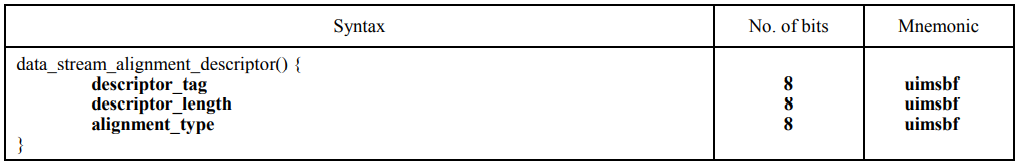 Syntax No. of bits Mnemonic
data_stream_alignment_descriptor() {
descriptor_tag 8 uimsbf
descriptor_length 8 uimsbf
alignment_type 8 uimsbf
}